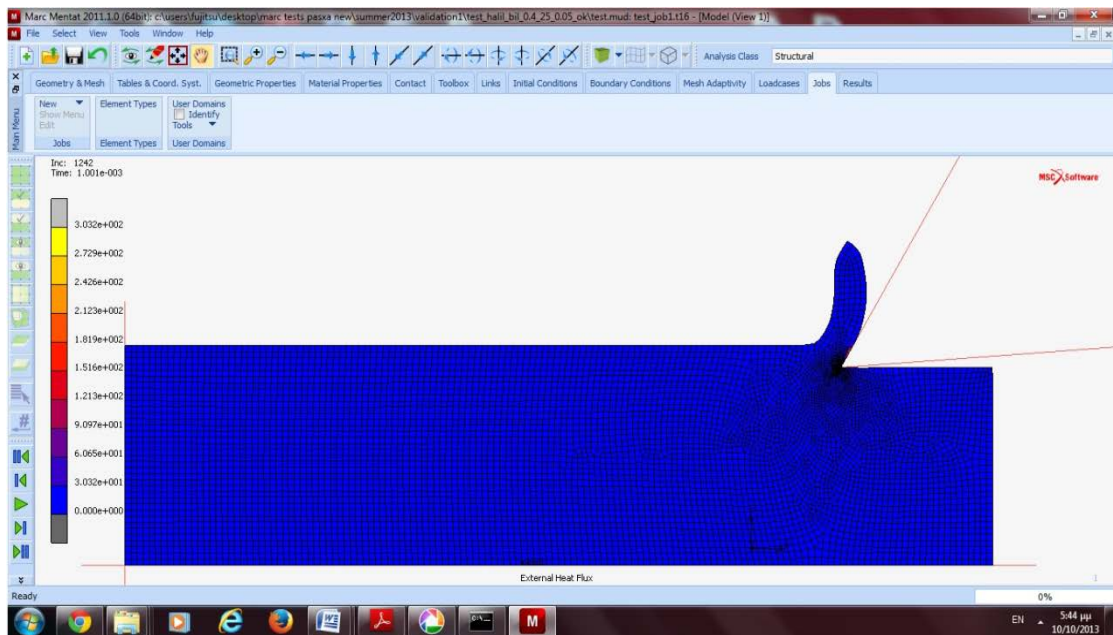 Marc Mentat 2011.1.0 (64bit): c:\users\fujitsu\desktop\marc tests pasxa new\summer2013\validation1\test_halil_bil_0.4_25_0.05_ok\test.mud: test_job1.t16 - [Model (View 1)]
File Select View Tools Window Help
Analysis Class Structural
Geometry & Mesh Tables & Coord. Syst. Geometric Properties Material Properties Contact Toolbox Links Initial Conditions Boundary Conditions Mesh Adaptivity Loadcases Jobs Results
Main Menu
New Element Types User Domains
Show Menu Identify
Edit Tools
Jobs Element Types User Domains
Inc: 1242
Time: 1.001e-003
MSC Software
3.032e+002
2.729e+002
2.426e+002
2.123e+002
1.819e+002
1.516e+002
1.213e+002
9.097e+001
6.065e+001
3.032e+001
0.000e+000
External Heat Flux
1
Ready 0%
EN 5:44 μμ
10/10/2013